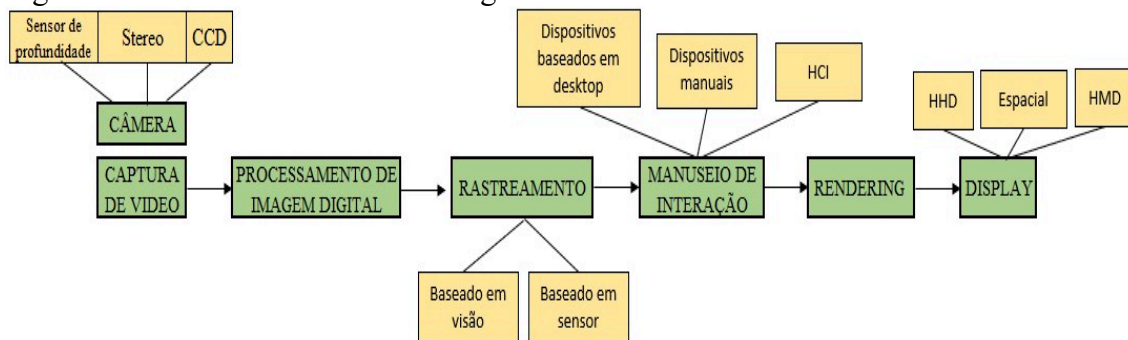 Sensor de
profundidade
Stereo
CCD
CÂMERA
CAPTURA
DE VIDEO
PROCESSAMENTO DE
IMAGEM DIGITAL
RASTREAMENTO
Baseado em
visão
Baseado em
sensor
Dispositivos
baseados em
desktop
Dispositivos
manuais
HCI
MANUSEIO DE
INTERAÇÃO
RENDERING
HHD
Espacial
HMD
DISPLAY